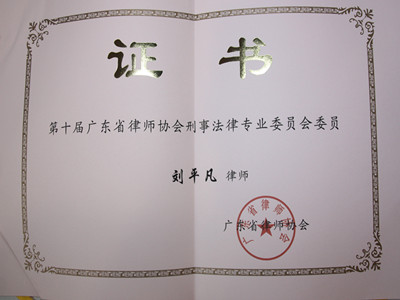 证书
第十届广东省律师协会刑事法律专业委员会委员
刘平凡 律师
广东省律师协会